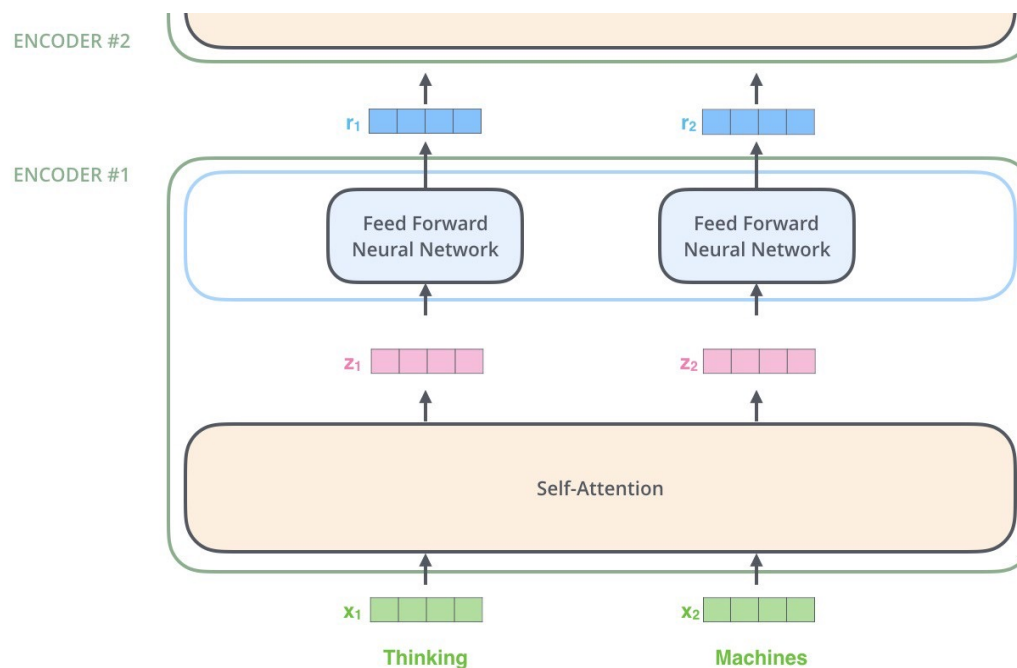 ENCODER #2
r₁
r₂
ENCODER #1
Feed Forward
Neural Network
Feed Forward
Neural Network
z₁
z₂
Self-Attention
x₁
x₂
Thinking
Machines